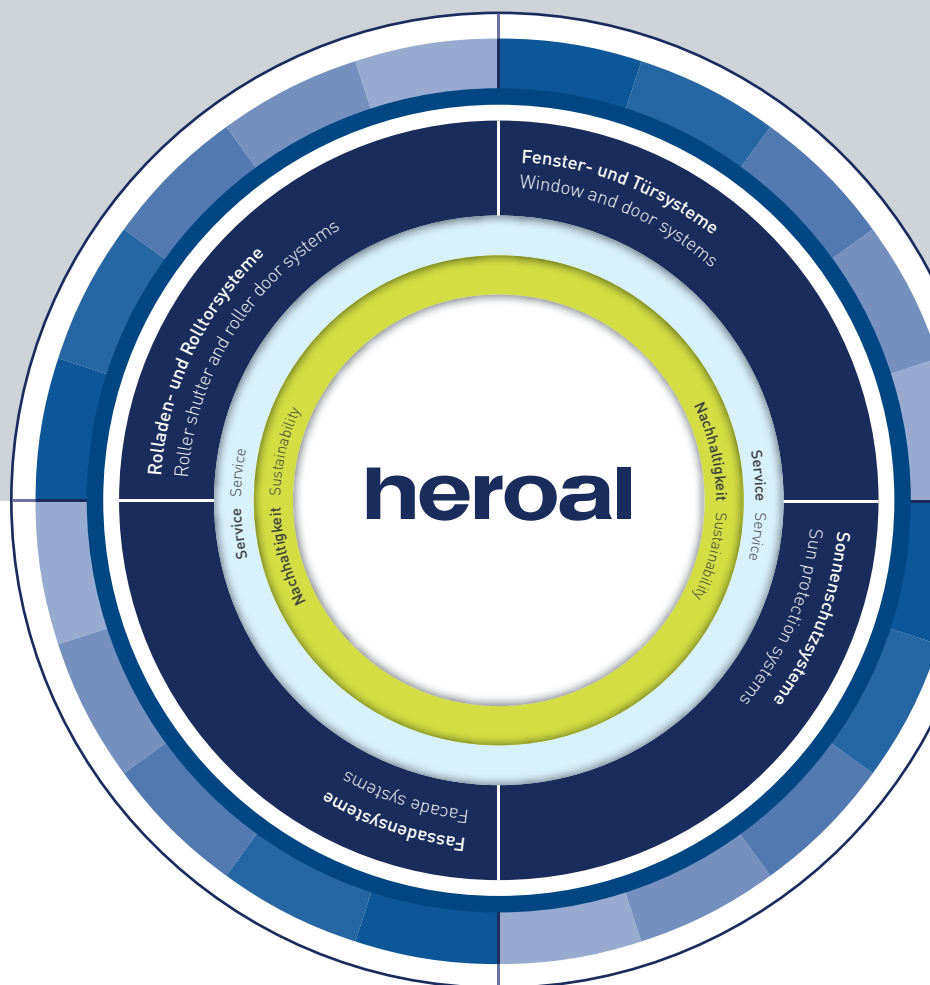 Fenster- und Türsysteme
Window and door systems
Rolladen- und Rolltorsysteme
Roller shutter and roller door systems
Sonnenschutzsysteme
Sun protection systems
Fassadensysteme
Facade systems
Service Service
Nachhaltigkeit Sustainability
Nachhaltigkeit Sustainability
Service Service
heroal